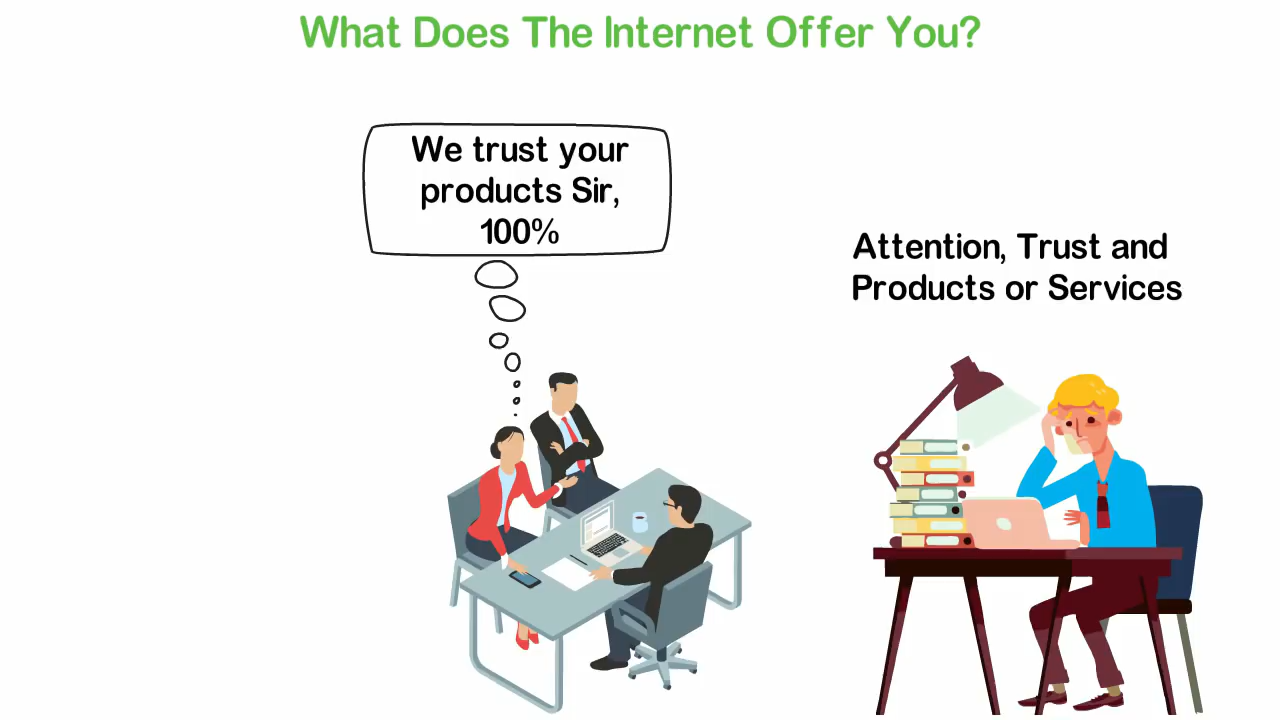 What Does The Internet Offer You?
We trust your
products Sir,
100%
Attention, Trust and
Products or Services